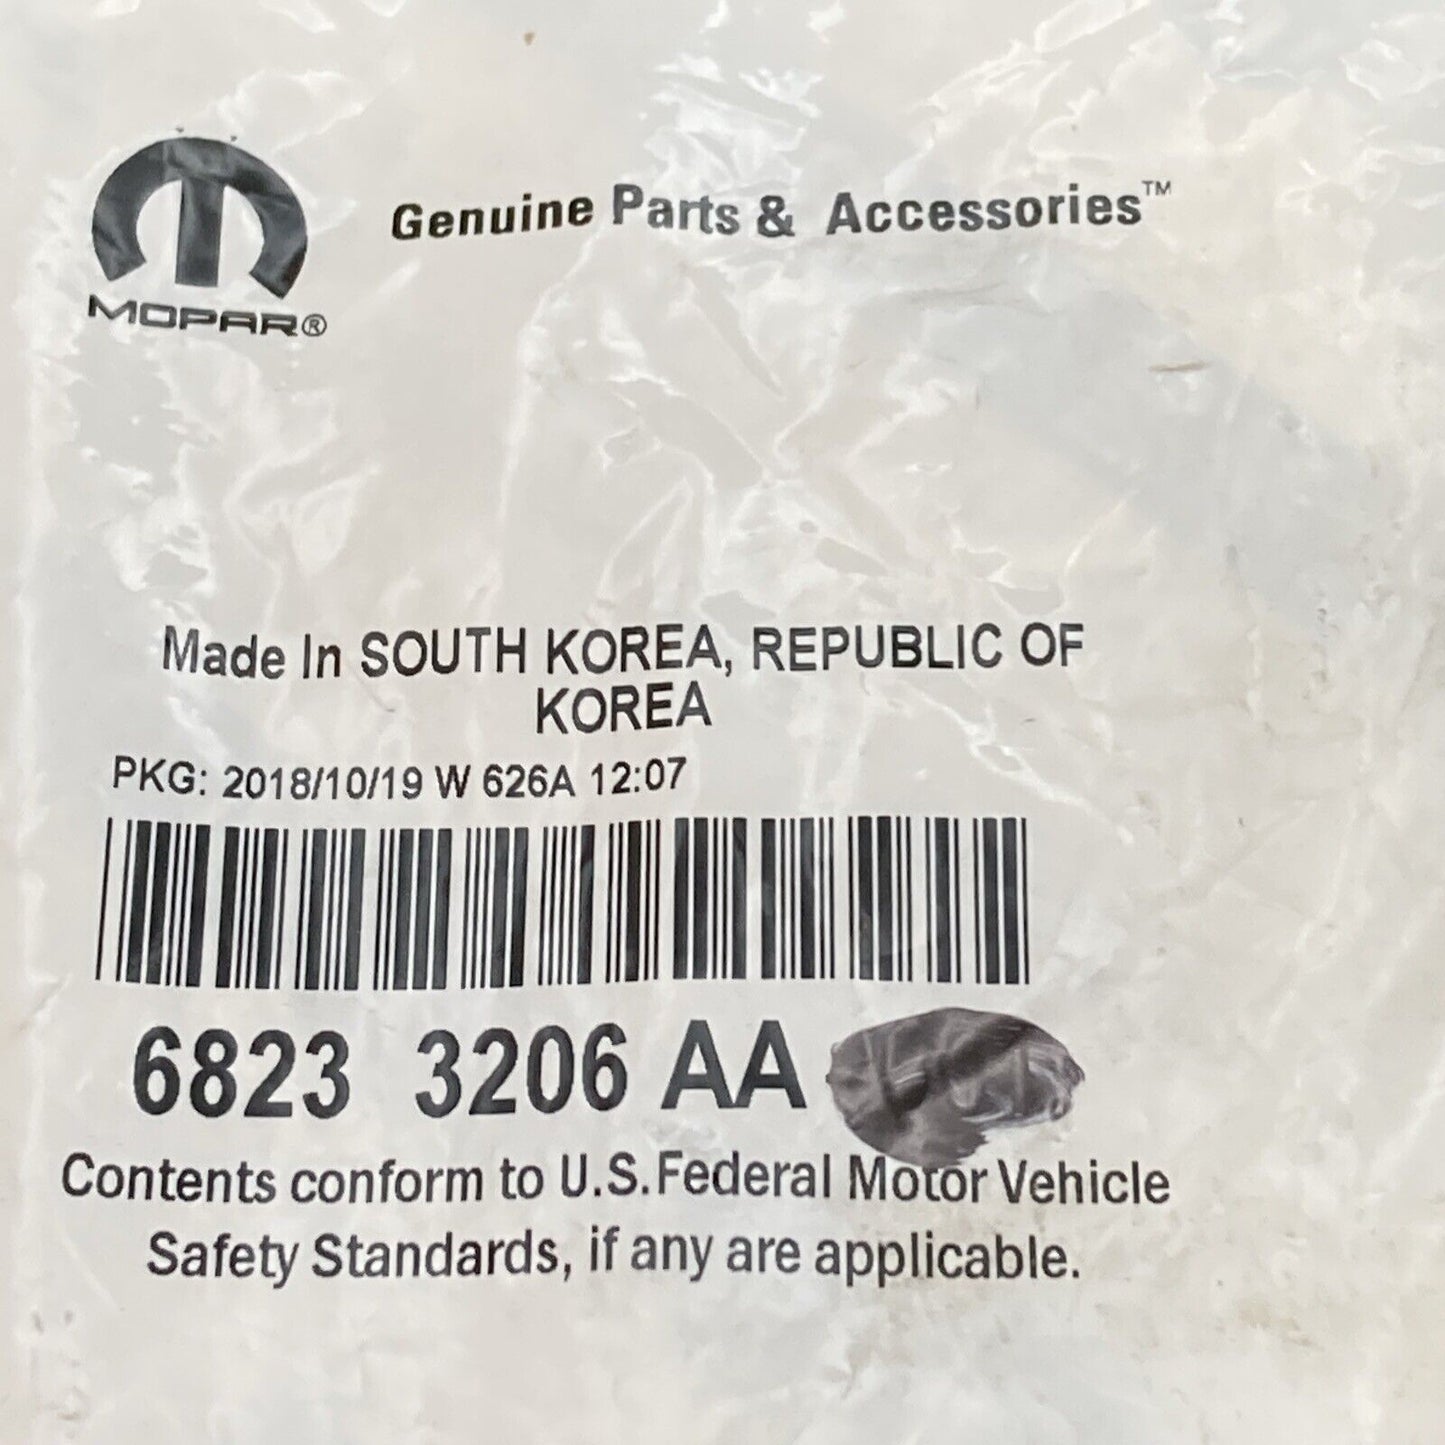 MOPAR®
Genuine Parts & Accessories™
Made In SOUTH KOREA, REPUBLIC OF
KOREA
PKG: 2018/10/19 W 626A 12:07
6823 3206 AA
Contents conform to U.S. Federal Motor Vehicle
Safety Standards, if any are applicable.